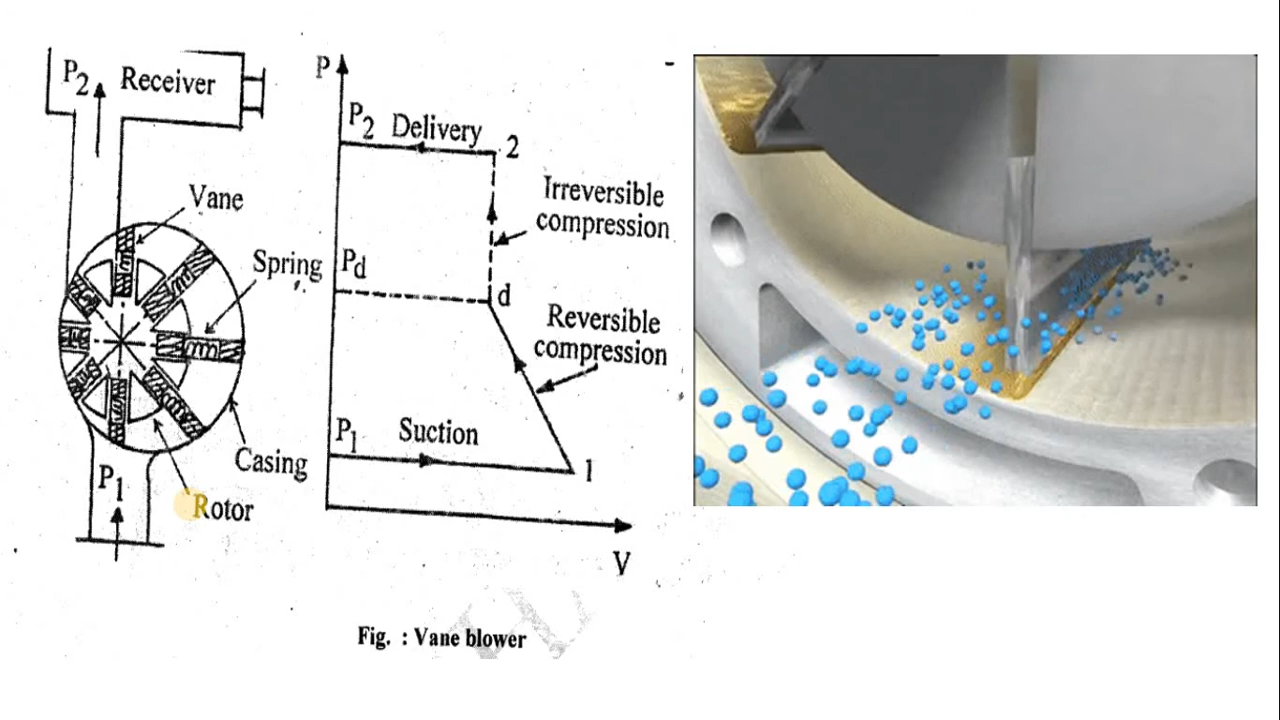 P2 Receiver
Vane
Spring
Casing
P1
Rotor
P
P2 Delivery
2
Irreversible
compression
Pd
d
Reversible
compression
P1 Suction
1
V
Fig. : Vane blower